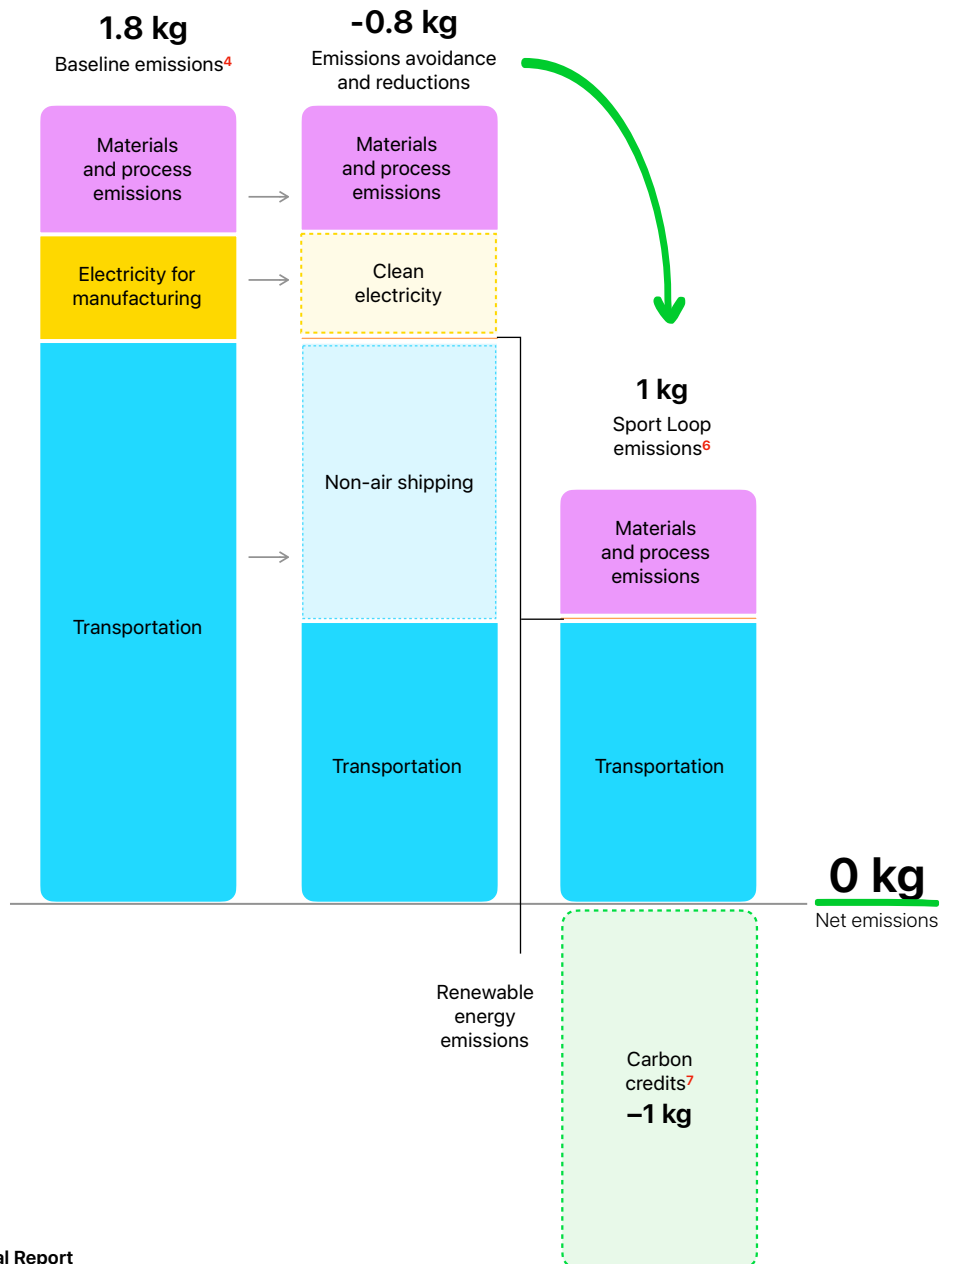 1.8 kg
Baseline emissions4
Materials
and process
emissions
Electricity for
manufacturing
Transportation
-0.8 kg
Emissions avoidance
and reductions
Materials
and process
emissions
Clean
electricity
Non-air shipping
Transportation
Renewable
energy
emissions
1 kg
Sport Loop
emissions6
Materials
and process
emissions
Transportation
Carbon
credits7
–1 kg
0 kg
Net emissions
al Report